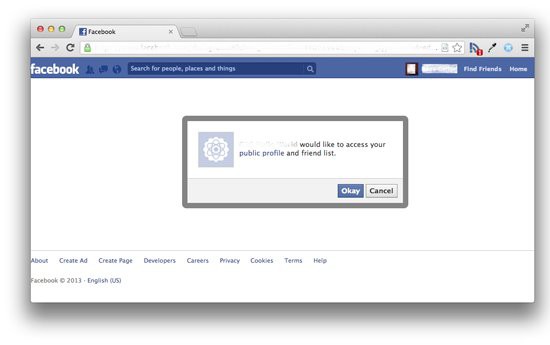 Facebook
facebook
Search for people, places and things
Find Friends
Home
would like to access your
public profile and friend list.
Okay
Cancel
About
Create Ad
Create Page
Developers
Careers
Privacy
Cookies
Terms
Help
Facebook © 2013 · English (US)